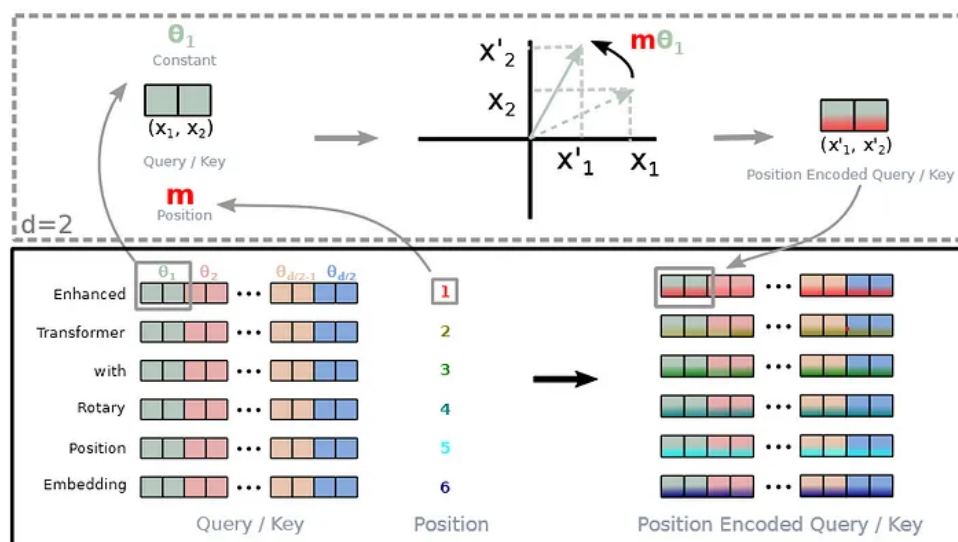 θ1
Constant
(x1, x2)
Query / Key
m
Position
d=2
x'2
x2
x'1
x1
mθ1
(x'1, x'2)
Position Encoded Query / Key
θ1 θ2 θd/2-1 θd/2
Enhanced 1
Transformer 2
with 3
Rotary 4
Position 5
Embedding 6
Query / Key Position Position Encoded Query / Key